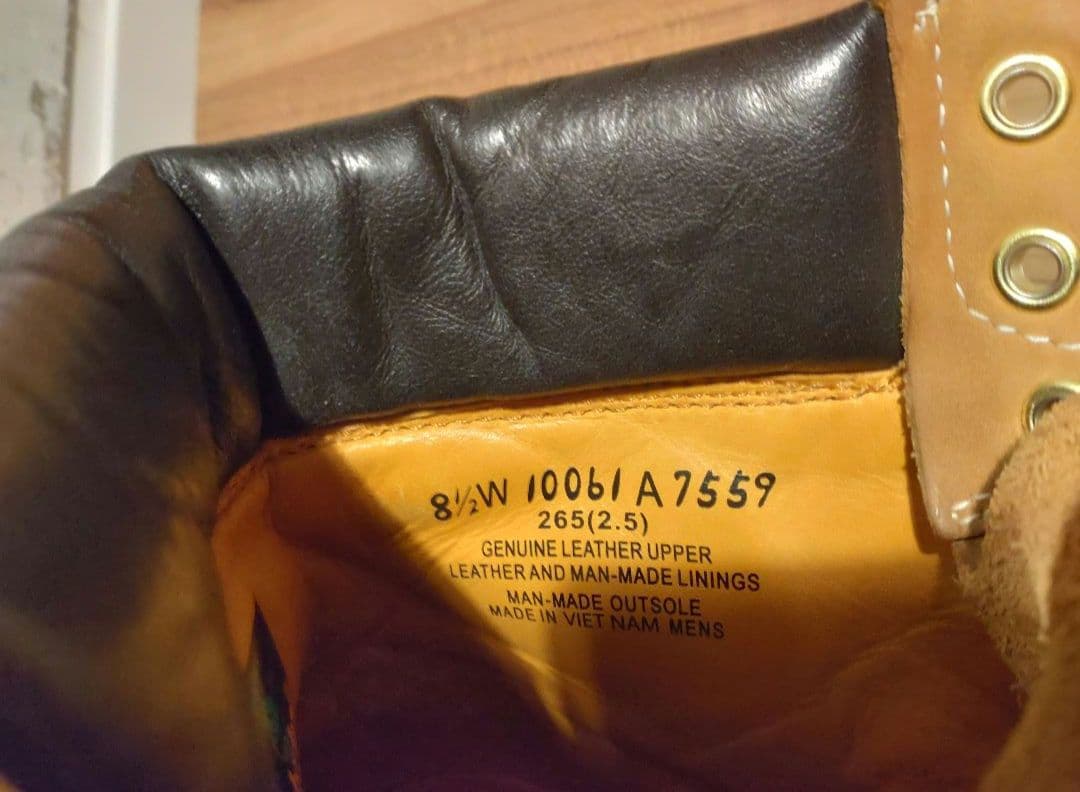 8½W 10061 A7559
265(2.5)
GENUINE LEATHER UPPER
LEATHER AND MAN-MADE LININGS
MAN-MADE OUTSOLE
MADE IN VIET NAM MENS